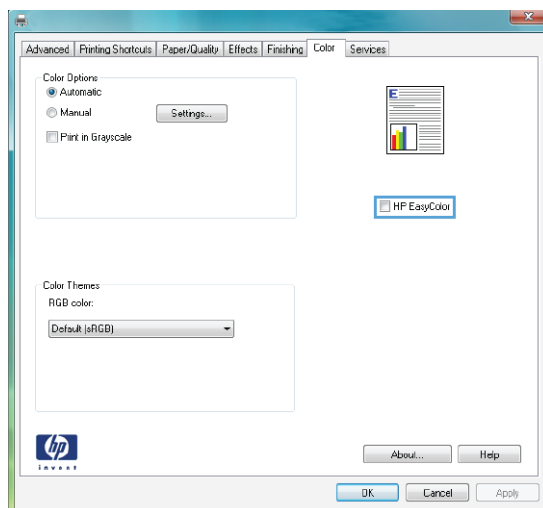 Advanced Printing Shortcuts Paper/Quality Effects Finishing Color Services
Color Options
Automatic
Manual Settings...
Print in Grayscale
E
HP EasyColor
Color Themes
RGB color:
Default (sRGB)
hp
invent
About... Help
OK Cancel Apply